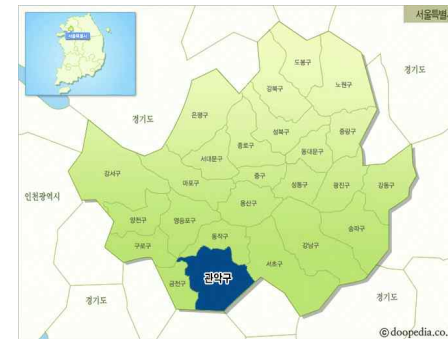 서울특별
서울특별시
도봉구
노원구
강북구
경기도
은평구
경기도
성북구
중랑구
종로구
동대문구
서대문구
강서구
마포구
중구
성동구
광진구
강동구
인천광역시
용산구
양천구
영등포구
송파구
동작구
구로구
강남구
서초구
관악구
금천구
경기도
경기도
©doopedia.co.